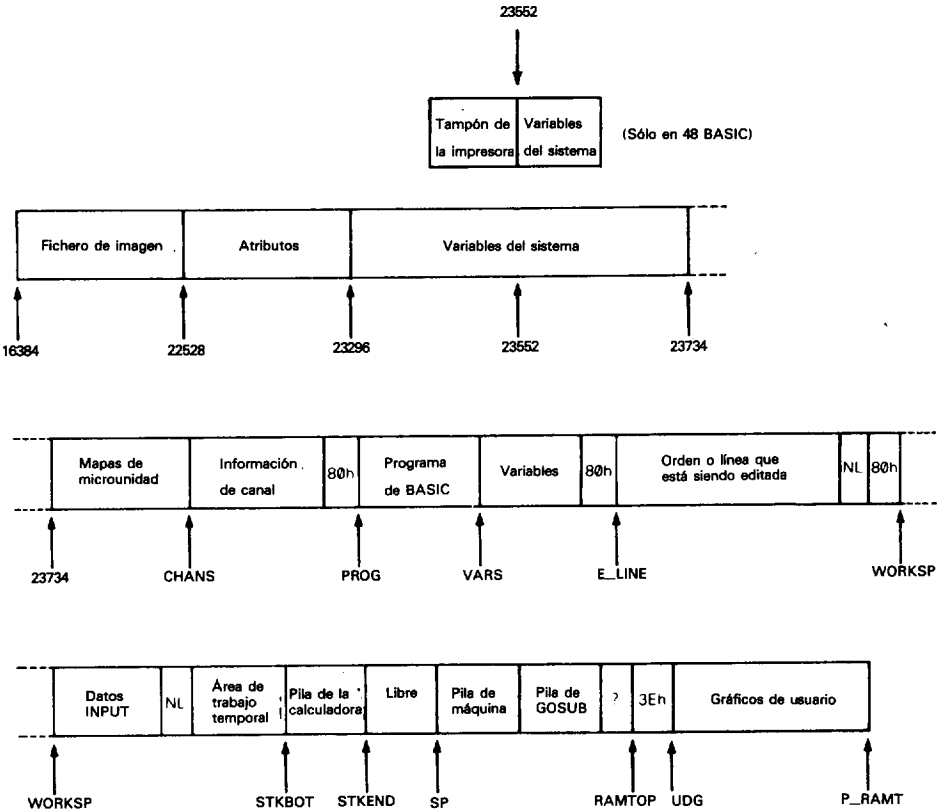 23552
Tampón de
la impresora
Variables
del sistema
(Sólo en 48 BASIC)
Fichero de imagen
Atributos
Variables del sistema
16384
22528
23296
23552
23734
Mapas de
microunidad
Información
de canal
80h
Programa
de BASIC
Variables
80h
Orden o línea que
está siendo editada
NL
80h
23734
CHANS
PROG
VARS
E_LINE
WORKSP
Datos
INPUT
NL
Área de
trabajo
temporal
Pila de la
calculadora
Libre
Pila de
máquina
Pila de
GOSUB
?
3Eh
Gráficos de usuario
WORKSP
STKBOT
STKEND
SP
RAMTOP
UDG
P_RAMT